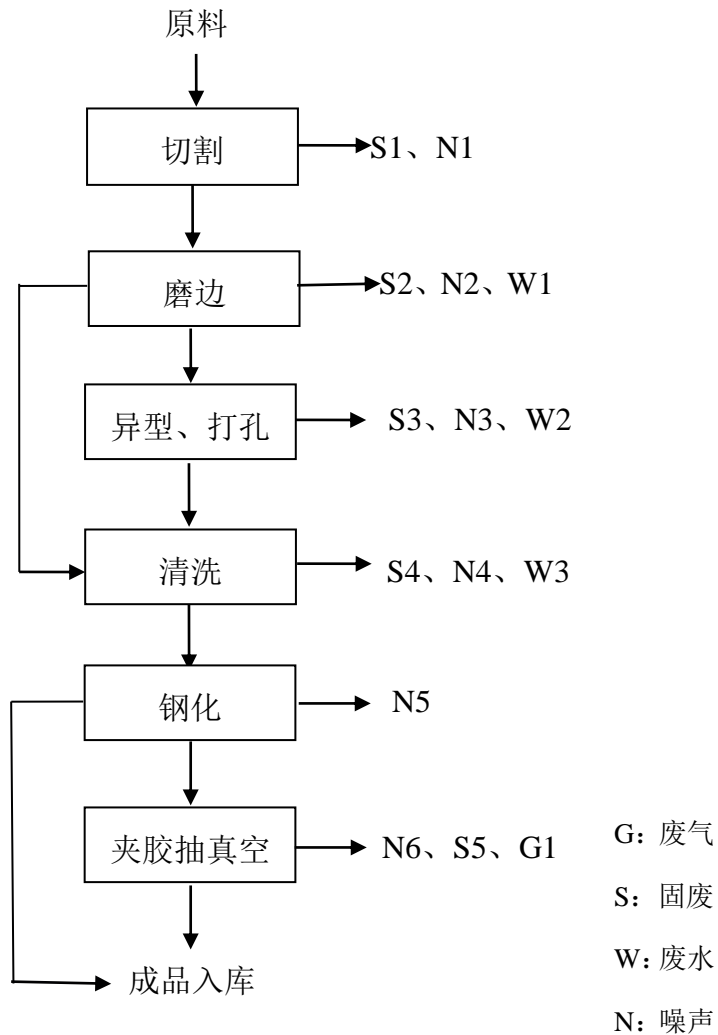 原料
切割
S1、N1
磨边
S2、N2、W1
异型、打孔
S3、N3、W2
清洗
S4、N4、W3
钢化
N5
夹胶抽真空
N6、S5、G1
成品入库
G：废气
S：固废
W：废水
N：噪声